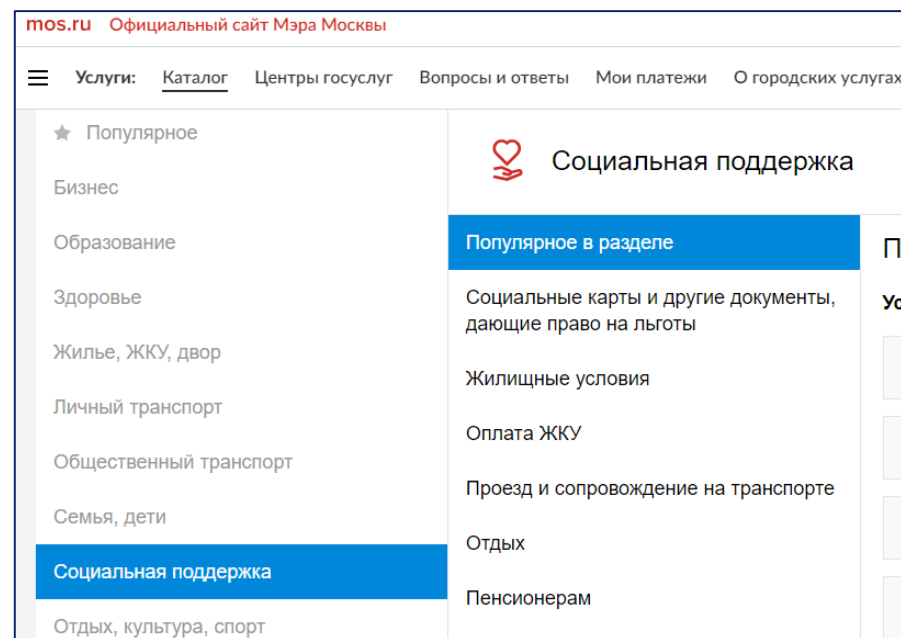 mos.ru Официальный сайт Мэра Москвы
Услуги: Каталог Центры госуслуг Вопросы и ответы Мои платежи О городских услугах
Популярное
Бизнес
Образование
Здоровье
Жилье, ЖКУ, двор
Личный транспорт
Общественный транспорт
Семья, дети
Социальная поддержка
Отдых, культура, спорт
Социальная поддержка
Популярное в разделе
Социальные карты и другие документы,
дающие право на льготы
Жилищные условия
Оплата ЖКУ
Проезд и сопровождение на транспорте
Отдых
Пенсионерам